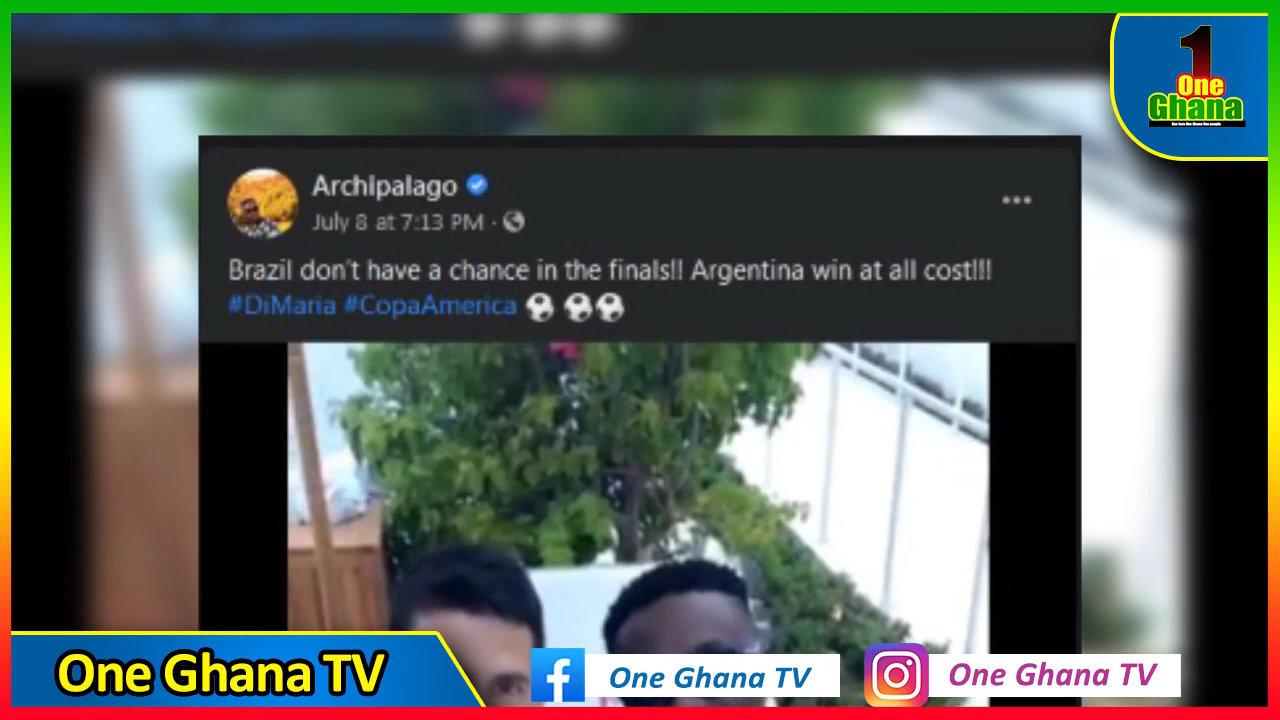 1
One
Ghana
Archipalago
July 8 at 7:13 PM ·
Brazil don't have a chance in the finals!! Argentina win at all cost!!!
#DiMaria #CopaAmerica
One Ghana TV
One Ghana TV
One Ghana TV